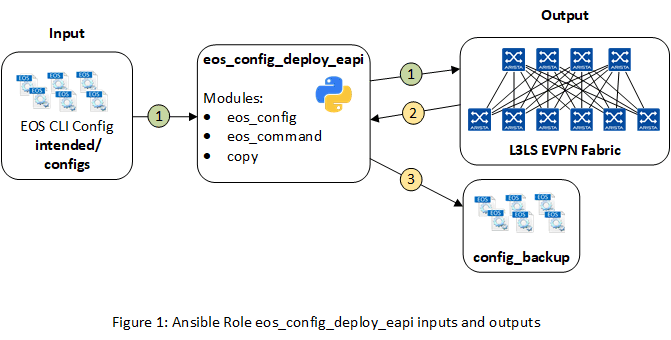 Input
Output
EOS
EOS
EOS
EOS
EOS
EOS
EOS CLI Config
intended/
configs
1
eos_config_deploy_eapi
Modules:
• eos_config
• eos_command
• copy
1
2
3
ARISTA
ARISTA
ARISTA
ARISTA
ARISTA
ARISTA
ARISTA
ARISTA
ARISTA
ARISTA
L3LS EVPN Fabric
EOS
EOS
EOS
EOS
EOS
EOS
config_backup
Figure 1: Ansible Role eos_config_deploy_eapi inputs and outputs